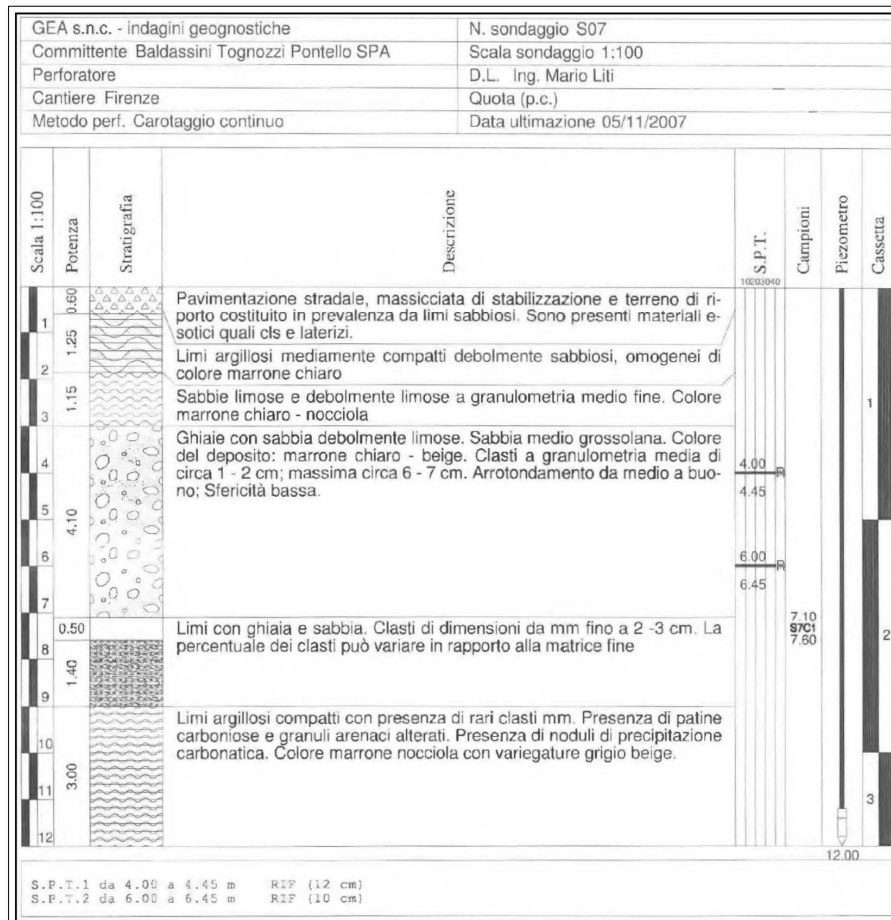 GEA s.n.c. - indagini geognostiche
N. sondaggio S07
Committente Baldassini Tognozzi Pontello SPA
Scala sondaggio 1:100
Perforatore
D.L. Ing. Mario Liti
Cantiere Firenze
Quota (p.c.)
Metodo perf. Carotaggio continuo
Data ultimazione 05/11/2007
Scala 1:100
Potenza
Stratigrafia
Descrizione
S.P.T.
Campioni
Piezometro
Cassetta
10203040
0.60
Pavimentazione stradale, massicciata di stabilizzazione e terreno di ri-
porto costituito in prevalenza da limi sabbiosi. Sono presenti materiali e-
sotici quali cls e laterizi.
1
1.25
Limi argillosi mediamente compatti debolmente sabbiosi, omogenei di
colore marrone chiaro
2
1.15
Sabbie limose e debolmente limose a granulometria medio fine. Colore
marrone chiaro - nocciola
3
1
Ghiaie con sabbia debolmente limose. Sabbia medio grossolana. Colore
del deposito: marrone chiaro - beige. Clasti a granulometria media di
circa 1 - 2 cm; massima circa 6 - 7 cm. Arrotondamento da medio a buo-
no; Sfericità bassa.
4
4.00
R
4.45
5
4.10
6
6.00
R
6.45
7
0.50
Limi con ghiaia e sabbia. Clasti di dimensioni da mm fino a 2 -3 cm. La
percentuale dei clasti può variare in rapporto alla matrice fine
7.10
S7C1
7.60
2
8
1.40
9
Limi argillosi compatti con presenza di rari clasti mm. Presenza di patine
carboniose e granuli arenaci alterati. Presenza di noduli di precipitazione
carbonatica. Colore marrone nocciola con variegature grigio beige.
10
3.00
11
3
12
12.00
S.P.T.1 da 4.00 a 4.45 m RIF (12 cm)
S.P.T.2 da 6.00 a 6.45 m RIF (10 cm)